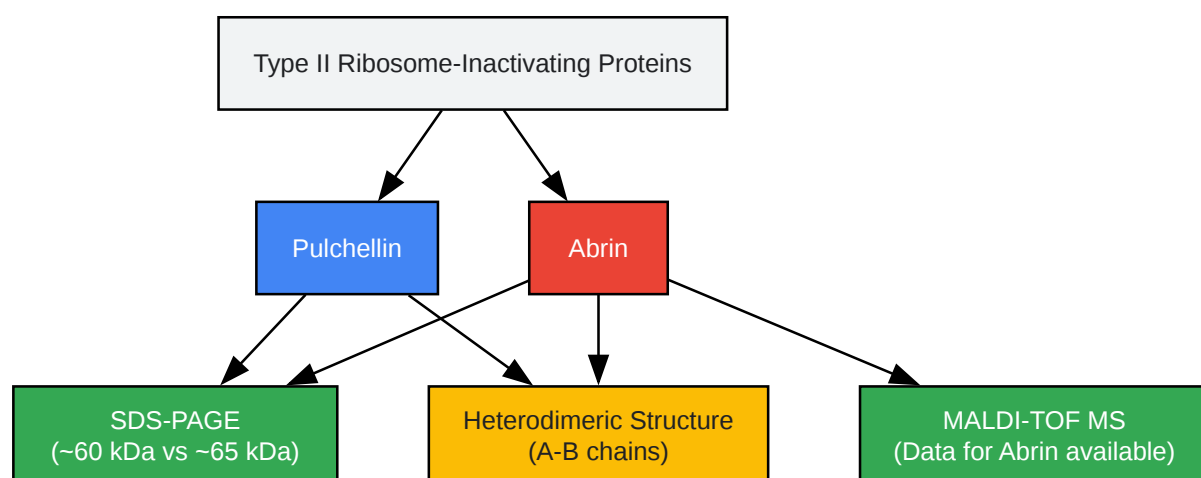 Type II Ribosome-Inactivating Proteins
Pulchellin
Abrin
SDS-PAGE
(~60 kDa vs ~65 kDa)
Heterodimeric Structure
(A-B chains)
MALDI-TOF MS
(Data for Abrin available)